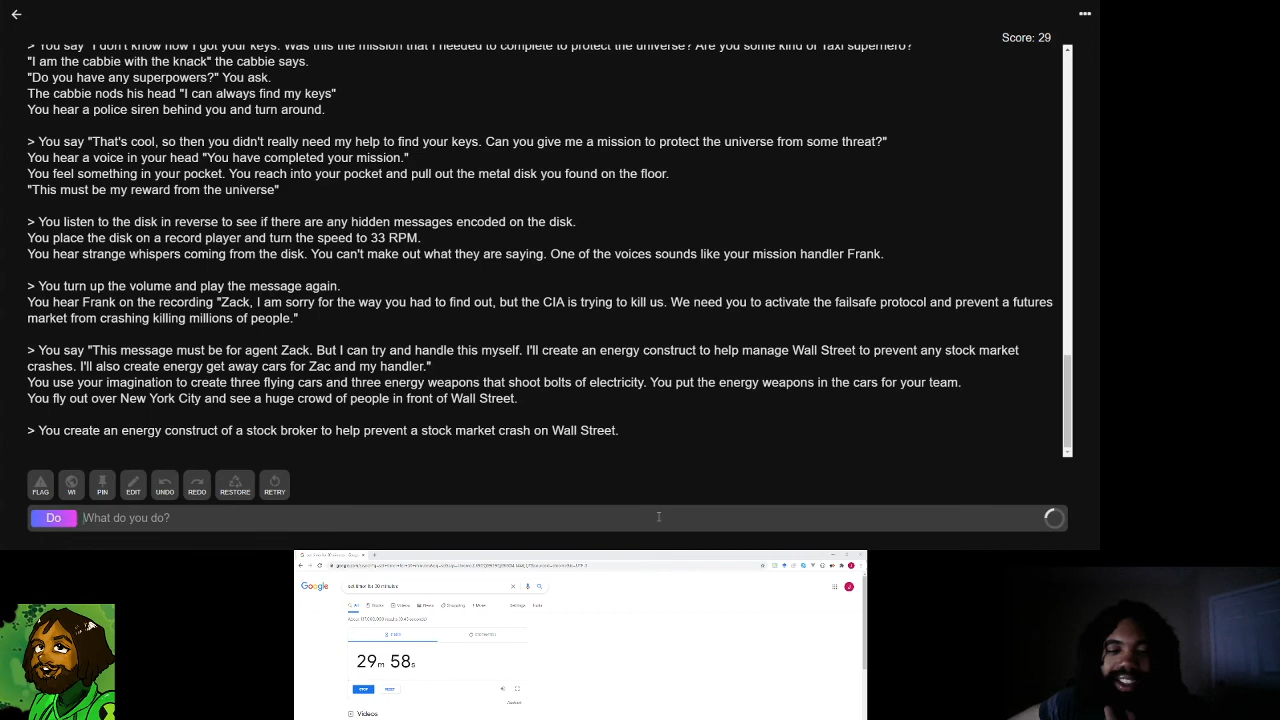 Score: 29
> You say "I don't know how I got your keys. Was this the mission that I needed to complete to protect the universe? Are you some kind of Taxi superhero?"
"I am the cabbie with the knack" the cabbie says.
"Do you have any superpowers?" You ask.
The cabbie nods his head "I can always find my keys"
You hear a police siren behind you and turn around.
> You say "That's cool, so then you didn't really need my help to find your keys. Can you give me a mission to protect the universe from some threat?"
You hear a voice in your head "You have completed your mission."
You feel something in your pocket. You reach into your pocket and pull out the metal disk you found on the floor.
"This must be my reward from the universe"
> You listen to the disk in reverse to see if there are any hidden messages encoded on the disk.
You place the disk on a record player and turn the speed to 33 RPM.
You hear strange whispers coming from the disk. You can't make out what they are saying. One of the voices sounds like your mission handler Frank.
> You turn up the volume and play the message again.
You hear Frank on the recording "Zack, I am sorry for the way you had to find out, but the CIA is trying to kill us. We need you to activate the failsafe protocol and prevent a futures
market from crashing killing millions of people."
> You say "This message must be for agent Zack. But I can try and handle this myself. I'll create an energy construct to help manage Wall Street to prevent any stock market
crashes. I'll also create energy get away cars for Zac and my handler."
You use your imagination to create three flying cars and three energy weapons that shoot bolts of electricity. You put the energy weapons in the cars for your team.
You fly out over New York City and see a huge crowd of people in front of Wall Street.
> You create an energy construct of a stock broker to help prevent a stock market crash on Wall Street.
FLAG WI PIN EDIT UNDO REDO RESTORE RETRY
Do What do you do?
Google set timer for 30 minutes
All Videos News Shopping More Settings Tools
29m 58s
STOP RESET
Videos